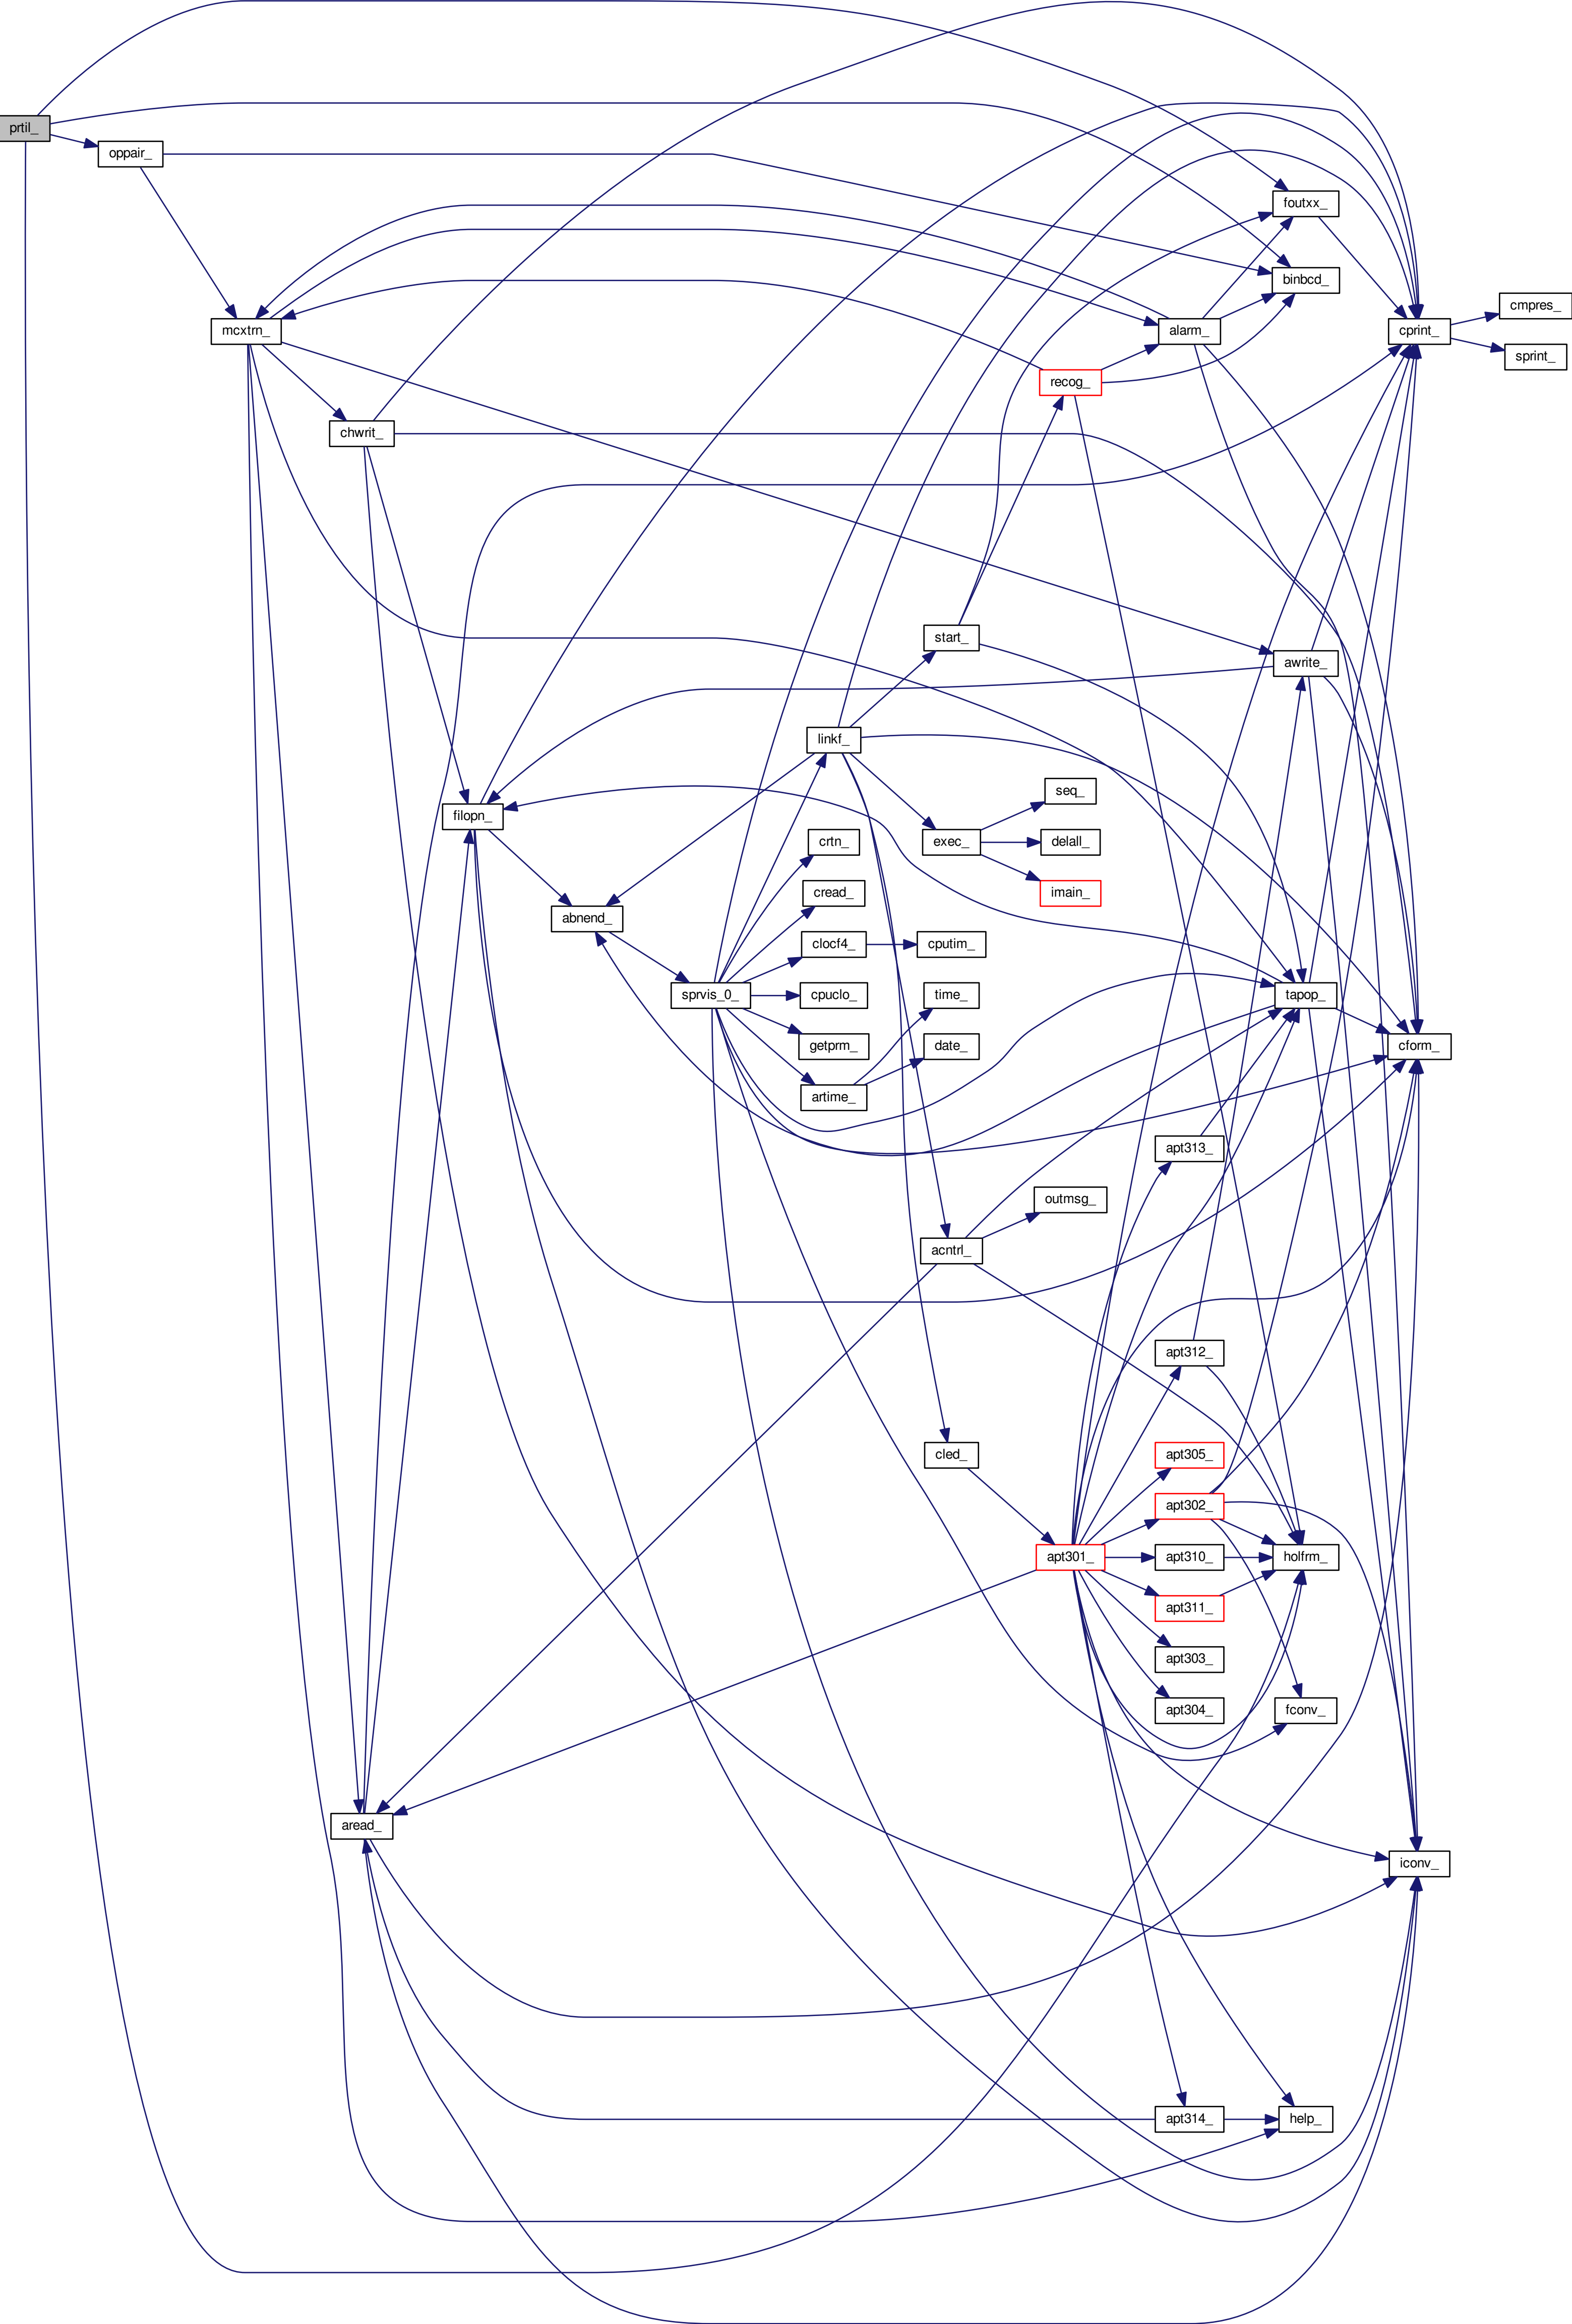 prtil_
oppair_
foutxx_
binbcd_
cmpres_
mcxtrn_
alarm_
cprint_
sprint_
recog_
chwrit_
start_
awrite_
linkf_
seq_
filopn_
crtn_
exec_
delall_
cread_
imain_
abnend_
clocf4_
cputim_
sprvis_0_
cpuclo_
time_
tapop_
getprm_
date_
cform_
artime_
apt313_
outmsg_
acntrl_
apt312_
cled_
apt305_
apt302_
apt301_
apt310_
holfrm_
apt311_
apt303_
apt304_
fconv_
aread_
iconv_
apt314_
help_